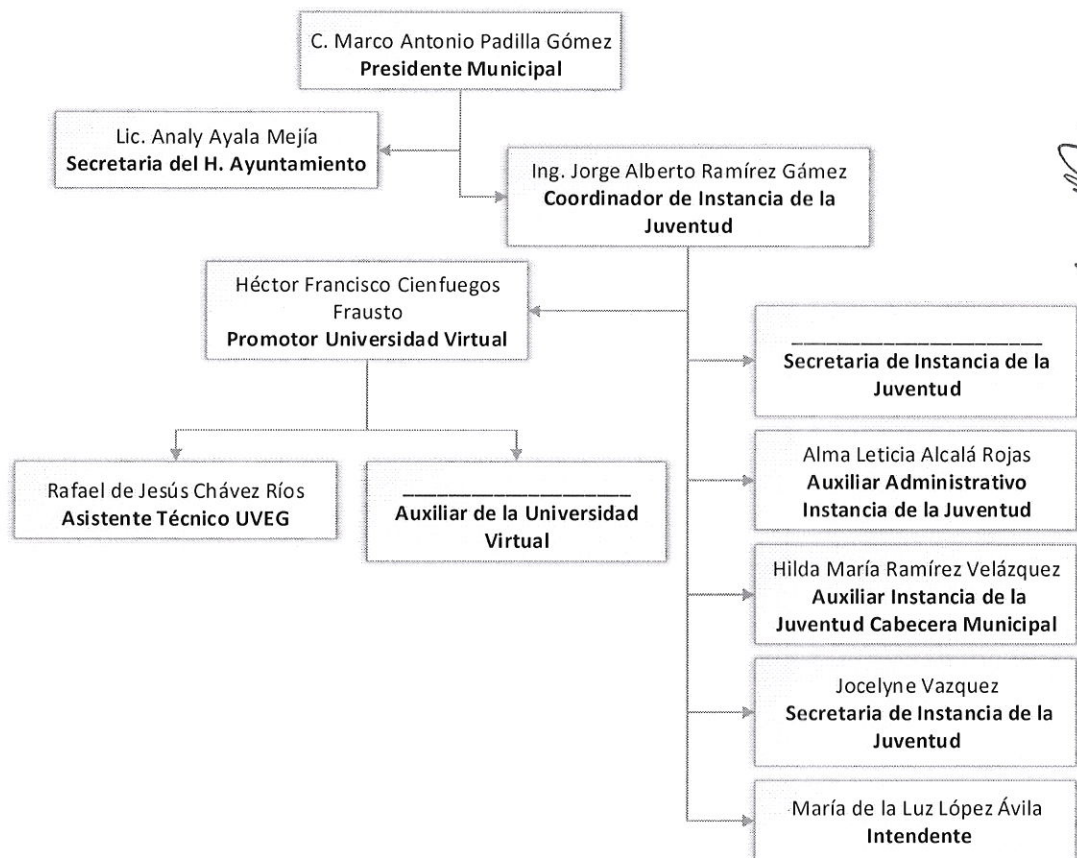 C. Marco Antonio Padilla Gómez
Presidente Municipal
Lic. Analy Ayala Mejía
Secretaria del H. Ayuntamiento
Ing. Jorge Alberto Ramírez Gámez
Coordinador de Instancia de la
Juventud
Héctor Francisco Cienfuegos
Frausto
Promotor Universidad Virtual
_______________________
Secretaria de Instancia de la
Juventud
Rafael de Jesús Chávez Ríos
Asistente Técnico UVEG
_____________________
Auxiliar de la Universidad
Virtual
Alma Leticia Alcalá Rojas
Auxiliar Administrativo
Instancia de la Juventud
Hilda María Ramírez Velázquez
Auxiliar Instancia de la
Juventud Cabecera Municipal
Jocelyne Vazquez
Secretaria de Instancia de la
Juventud
María de la Luz López Ávila
Intendente